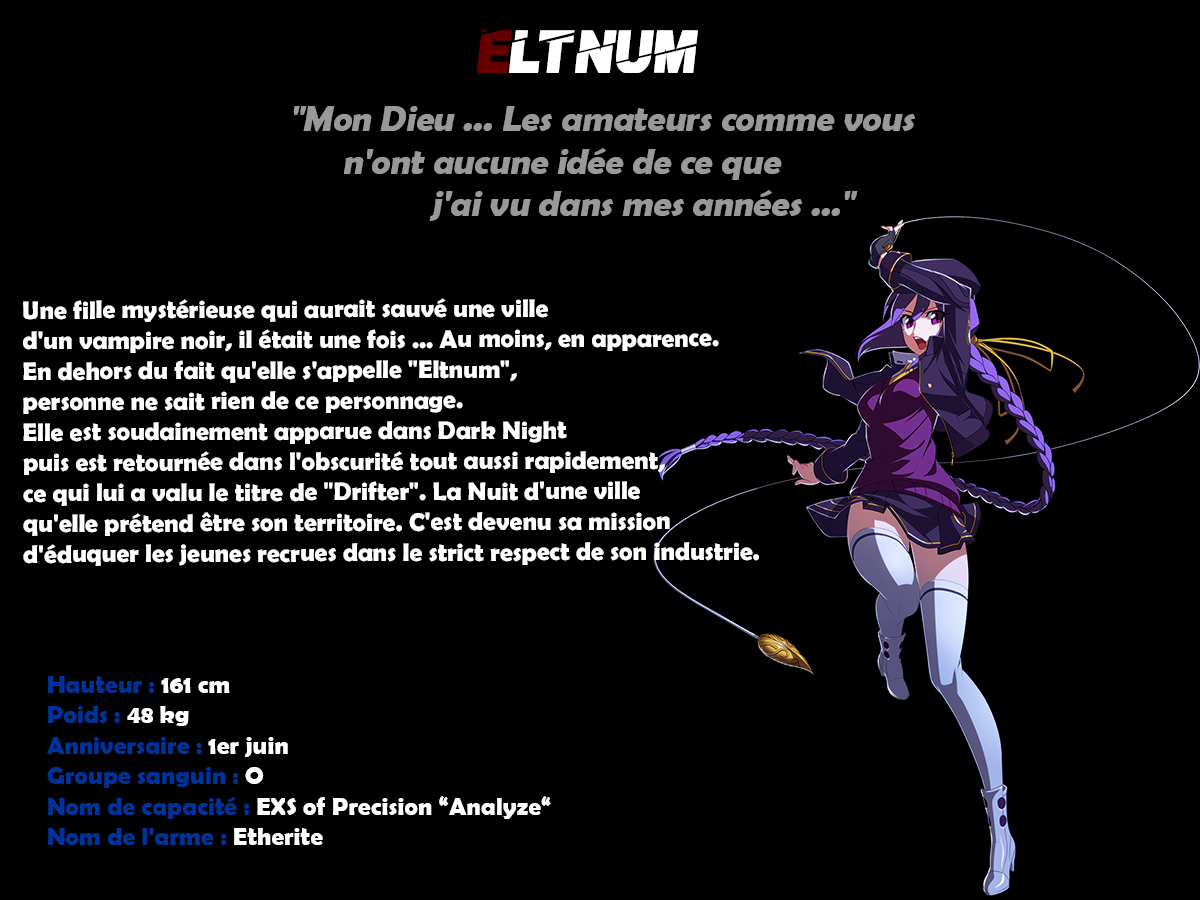 ELTNUM
"Mon Dieu ... Les amateurs comme vous
n'ont aucune idée de ce que
j'ai vu dans mes années ..."
Une fille mystérieuse qui aurait sauvé une ville
d'un vampire noir, il était une fois ... Au moins, en apparence.
En dehors du fait qu'elle s'appelle "Eltnum",
personne ne sait rien de ce personnage.
Elle est soudainement apparue dans Dark Night
puis est retournée dans l'obscurité tout aussi rapidement,
ce qui lui a valu le titre de "Drifter". La Nuit d'une ville
qu'elle prétend être son territoire. C'est devenu sa mission
d'éduquer les jeunes recrues dans le strict respect de son industrie.
Hauteur : 161 cm
Poids : 48 kg
Anniversaire : 1er juin
Groupe sanguin : O
Nom de capacité : EXS of Precision “Analyze“
Nom de l'arme : Etherite